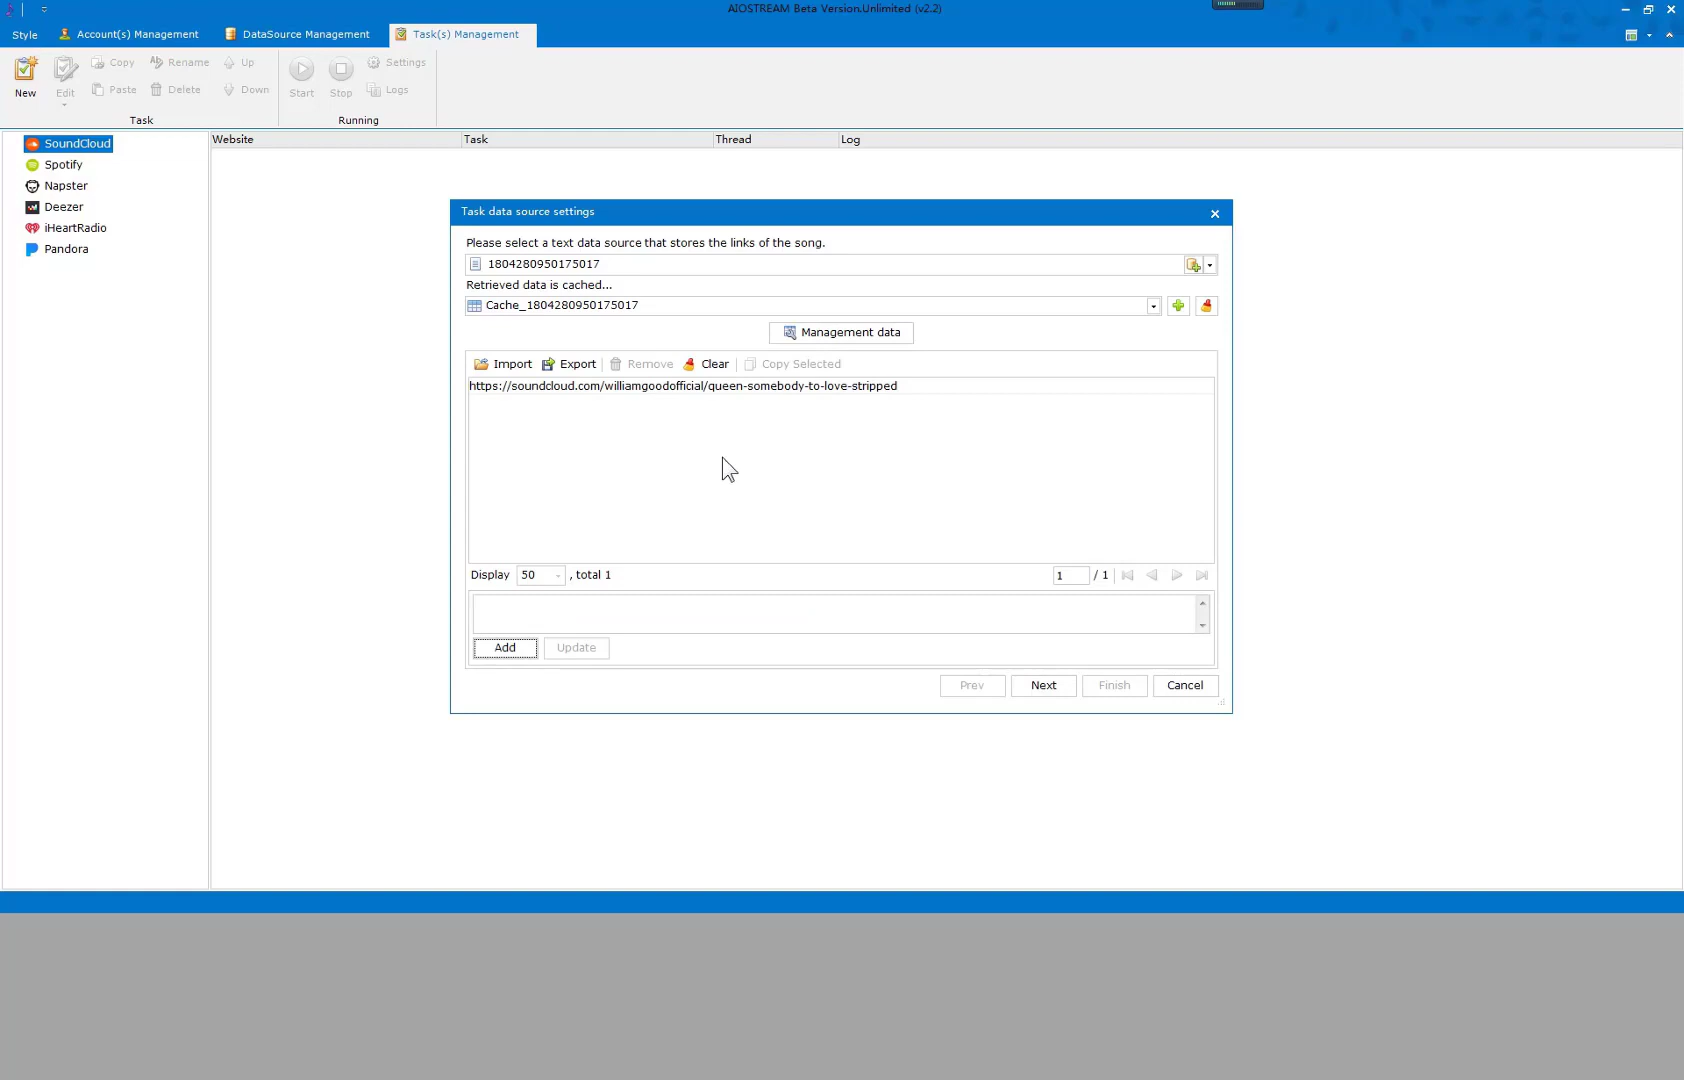 AIOSTREAM Beta Version.Unlimited (v2.2)
Style Account(s) Management DataSource Management Task(s) Management
New Edit Copy Rename Up Start Stop Settings
Paste Delete Down Logs
Task Running
SoundCloud
Spotify
Napster
Deezer
iHeartRadio
Pandora
Website Task Thread Log
Task data source settings
Please select a text data source that stores the links of the song.
1804280950175017
Retrieved data is cached...
Cache_1804280950175017
Management data
Import Export Remove Clear Copy Selected
https://soundcloud.com/williamgoodofficial/queen-somebody-to-love-stripped
Display 50 , total 1 1 / 1
Add Update
Prev Next Finish Cancel